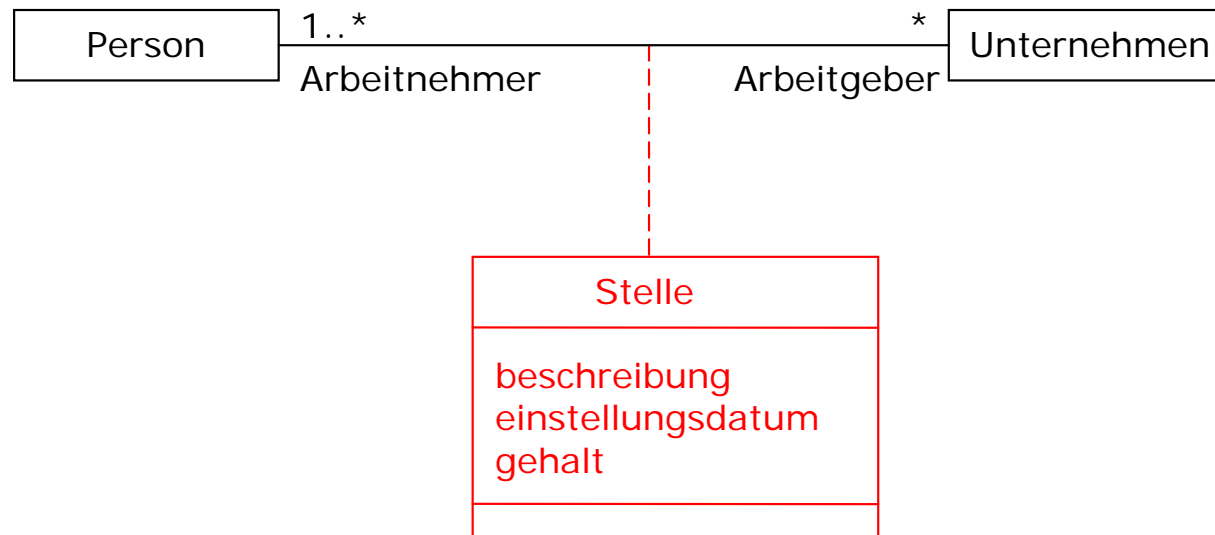 Person
1..*
*
Unternehmen
Arbeitnehmer
Arbeitgeber
Stelle
beschreibung
einstellungsdatum
gehalt